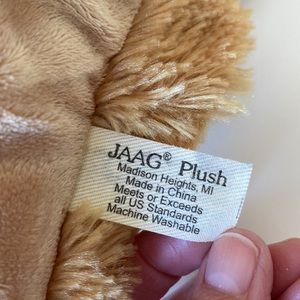 JAAG® Plush
Madison Heights, MI
Made in China
Meets or Exceeds
all US Standards
Machine Washable